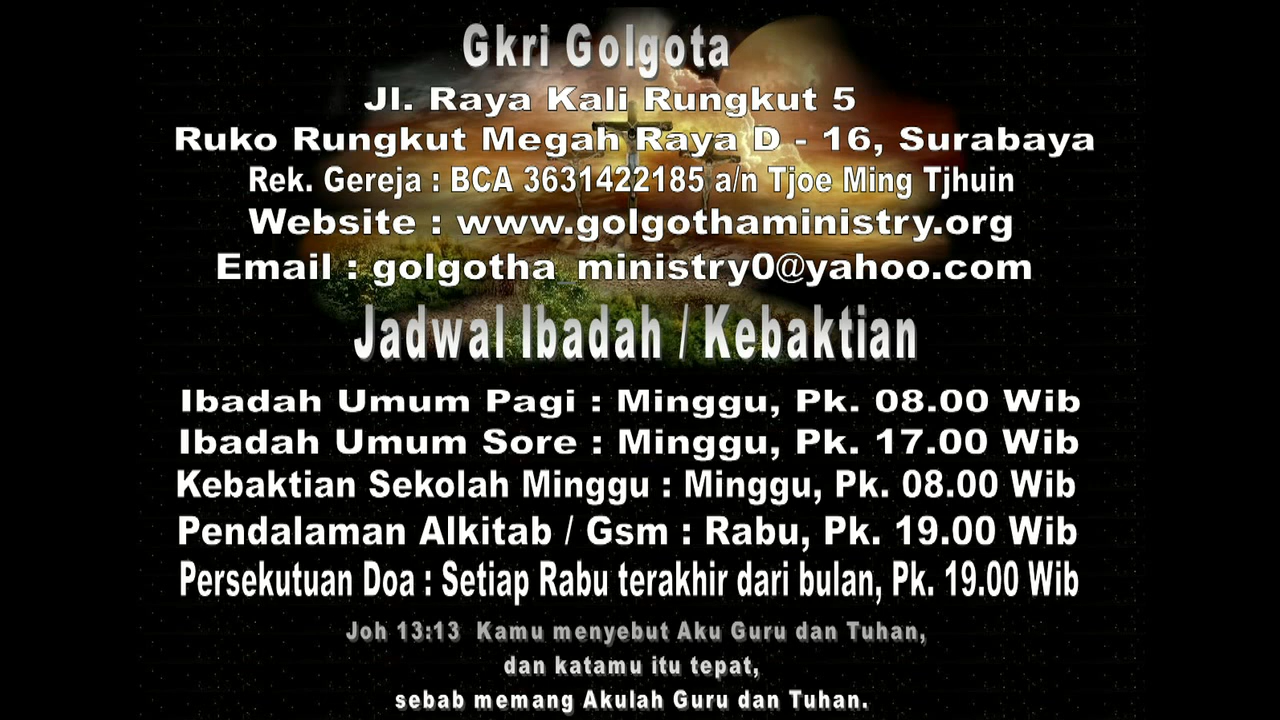 Gkri Golgota
Jl. Raya Kali Rungkut 5
Ruko Rungkut Megah Raya D - 16, Surabaya
Rek. Gereja : BCA 3631422185 a/n Tjoe Ming Tjhuin
Website : www.golgothaministry.org
Email : golgotha_ministry0@yahoo.com
Jadwal Ibadah / Kebaktian
Ibadah Umum Pagi : Minggu, Pk. 08.00 Wib
Ibadah Umum Sore : Minggu, Pk. 17.00 Wib
Kebaktian Sekolah Minggu : Minggu, Pk. 08.00 Wib
Pendalaman Alkitab / Gsm : Rabu, Pk. 19.00 Wib
Persekutuan Doa : Setiap Rabu terakhir dari bulan, Pk. 19.00 Wib
Joh 13:13 Kamu menyebut Aku Guru dan Tuhan,
dan katamu itu tepat,
sebab memang Akulah Guru dan Tuhan.